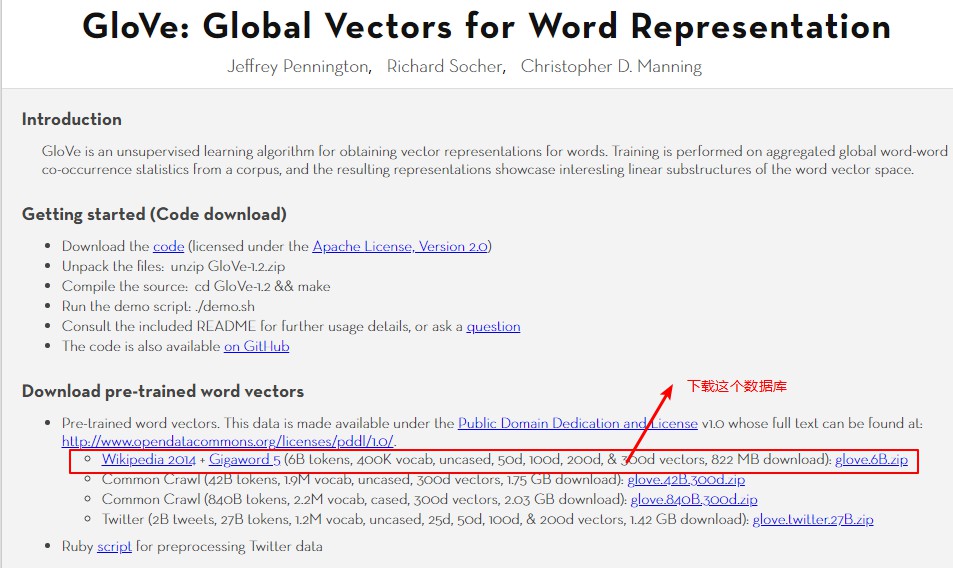 GloVe: Global Vectors for Word Representation
Jeffrey Pennington, Richard Socher, Christopher D. Manning
Introduction
GloVe is an unsupervised learning algorithm for obtaining vector representations for words. Training is performed on aggregated global word-word
co-occurrence statistics from a corpus, and the resulting representations showcase interesting linear substructures of the word vector space.
Getting started (Code download)
Download the code (licensed under the Apache License, Version 2.0)
Unpack the files: unzip GloVe-1.2.zip
Compile the source: cd GloVe-1.2 && make
Run the demo script: ./demo.sh
Consult the included README for further usage details, or ask a question
The code is also available on GitHub
Download pre-trained word vectors
下载这个数据库
Pre-trained word vectors. This data is made available under the Public Domain Dedication and License v1.0 whose full text can be found at:
http://www.opendatacommons.org/licenses/pddl/1.0/.
Wikipedia 2014 + Gigaword 5 (6B tokens, 400K vocab, uncased, 50d, 100d, 200d, & 300d vectors, 822 MB download): glove.6B.zip
Common Crawl (42B tokens, 1.9M vocab, uncased, 300d vectors, 1.75 GB download): glove.42B.300d.zip
Common Crawl (840B tokens, 2.2M vocab, cased, 300d vectors, 2.03 GB download): glove.840B.300d.zip
Twitter (2B tweets, 27B tokens, 1.2M vocab, uncased, 25d, 50d, 100d, & 200d vectors, 1.42 GB download): glove.twitter.27B.zip
Ruby script for preprocessing Twitter data